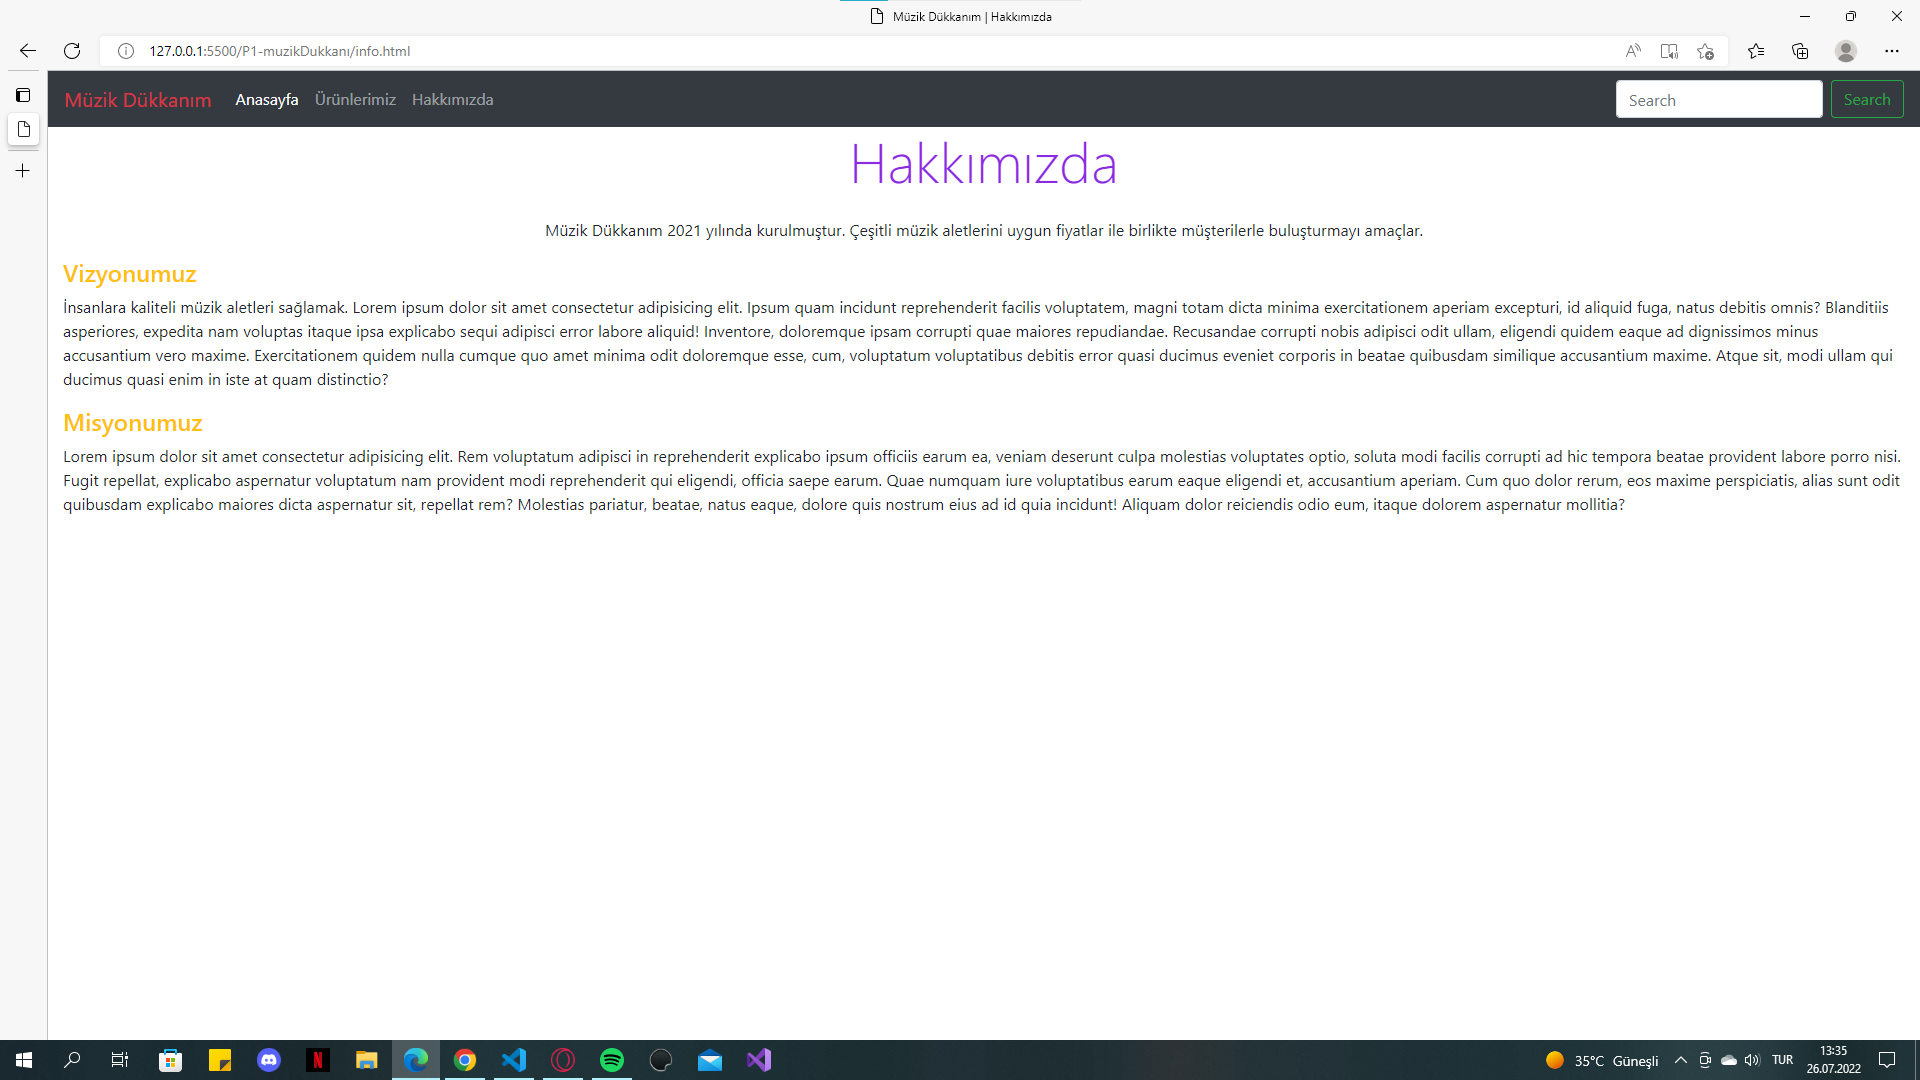 Müzik Dükkanım | Hakkımızda
127.0.0.1:5500/P1-muzikDukkanı/info.html
Müzik Dükkanım Anasayfa Ürünlerimiz Hakkımızda Search Search
Hakkımızda
Müzik Dükkanım 2021 yılında kurulmuştur. Çeşitli müzik aletlerini uygun fiyatlar ile birlikte müşterilerle buluşturmayı amaçlar.
Vizyonumuz
İnsanlara kaliteli müzik aletleri sağlamak. Lorem ipsum dolor sit amet consectetur adipisicing elit. Ipsum quam incidunt reprehenderit facilis voluptatem, magni totam dicta minima exercitationem aperiam excepturi, id aliquid fuga, natus debitis omnis? Blanditiis
asperiores, expedita nam voluptas itaque ipsa explicabo sequi adipisci error labore aliquid! Inventore, doloremque ipsam corrupti quae maiores repudiandae. Recusandae corrupti nobis adipisci odit ullam, eligendi quidem eaque ad dignissimos minus
accusantium vero maxime. Exercitationem quidem nulla cumque quo amet minima odit doloremque esse, cum, voluptatum voluptatibus debitis error quasi ducimus eveniet corporis in beatae quibusdam similique accusantium maxime. Atque sit, modi ullam qui
ducimus quasi enim in iste at quam distinctio?
Misyonumuz
Lorem ipsum dolor sit amet consectetur adipisicing elit. Rem voluptatum adipisci in reprehenderit explicabo ipsum officiis earum ea, veniam deserunt culpa molestias voluptates optio, soluta modi facilis corrupti ad hic tempora beatae provident labore porro nisi.
Fugit repellat, explicabo aspernatur voluptatum nam provident modi reprehenderit qui eligendi, officia saepe earum. Quae numquam iure voluptatibus earum eaque eligendi et, accusantium aperiam. Cum quo dolor rerum, eos maxime perspiciatis, alias sunt odit
quibusdam explicabo maiores dicta aspernatur sit, repellat rem? Molestias pariatur, beatae, natus eaque, dolore quis nostrum eius ad id quia incidunt! Aliquam dolor reiciendis odio eum, itaque dolorem aspernatur mollitia?
35°C Güneşli TUR 13:35
26.07.2022